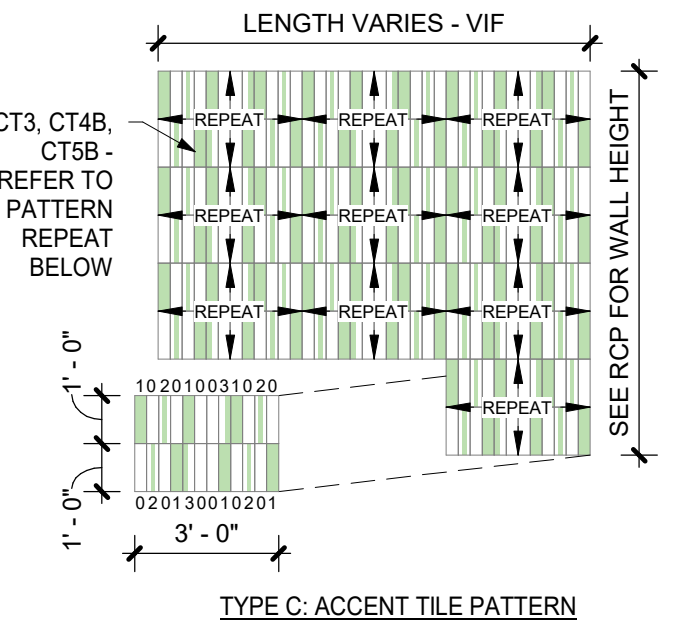 LENGTH VARIES - VIF
CT3, CT4B,
CT5B -
REFER TO
PATTERN
REPEAT
BELOW
REPEAT REPEAT REPEAT
REPEAT REPEAT REPEAT
REPEAT REPEAT REPEAT
REPEAT
SEE RCP FOR WALL HEIGHT
1' - 0"
1' - 0"
102010031020
020130010201
3' - 0"
TYPE C: ACCENT TILE PATTERN